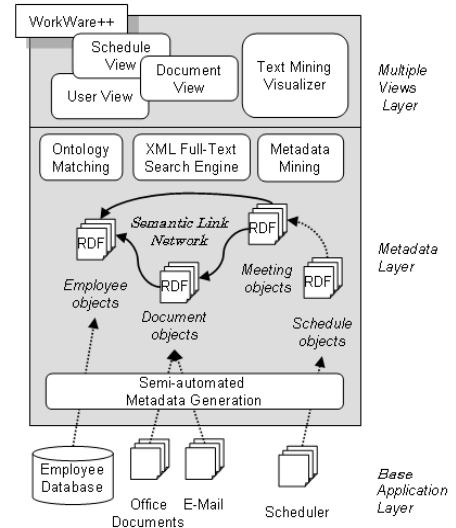 WorkWare++
Schedule
View
Document
View
User View
Text Mining
Visualizer
Multiple
Views
Layer
Ontology
Matching
XML Full-Text
Search Engine
Metadata
Mining
RDF
Semantic Link
Network
RDF
RDF
RDF
Employee
objects
Document
objects
Meeting
objects
Schedule
objects
Metadata
Layer
Semi-automated
Metadata Generation
Employee
Database
Office
Documents
E-Mail
Scheduler
Base
Application
Layer